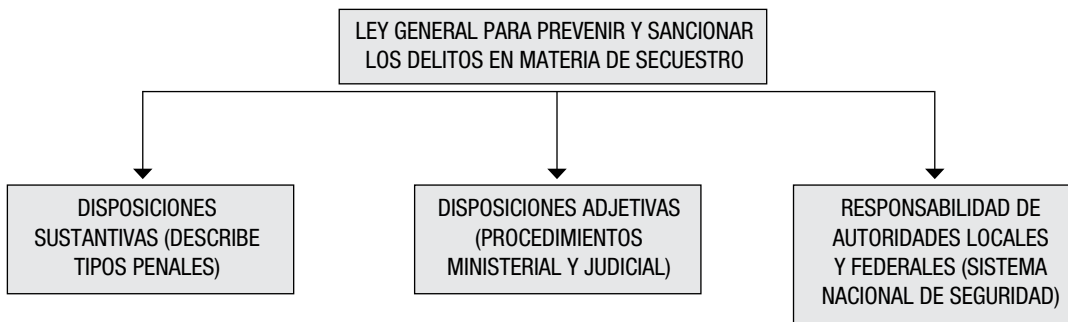 LEY GENERAL PARA PREVENIR Y SANCIONAR
LOS DELITOS EN MATERIA DE SECUESTRO
DISPOSICIONES
SUSTANTIVAS (DESCRIBE
TIPOS PENALES)
DISPOSICIONES ADJETIVAS
(PROCEDIMIENTOS
MINISTERIAL Y JUDICIAL)
RESPONSABILIDAD DE
AUTORIDADES LOCALES
Y FEDERALES (SISTEMA
NACIONAL DE SEGURIDAD)